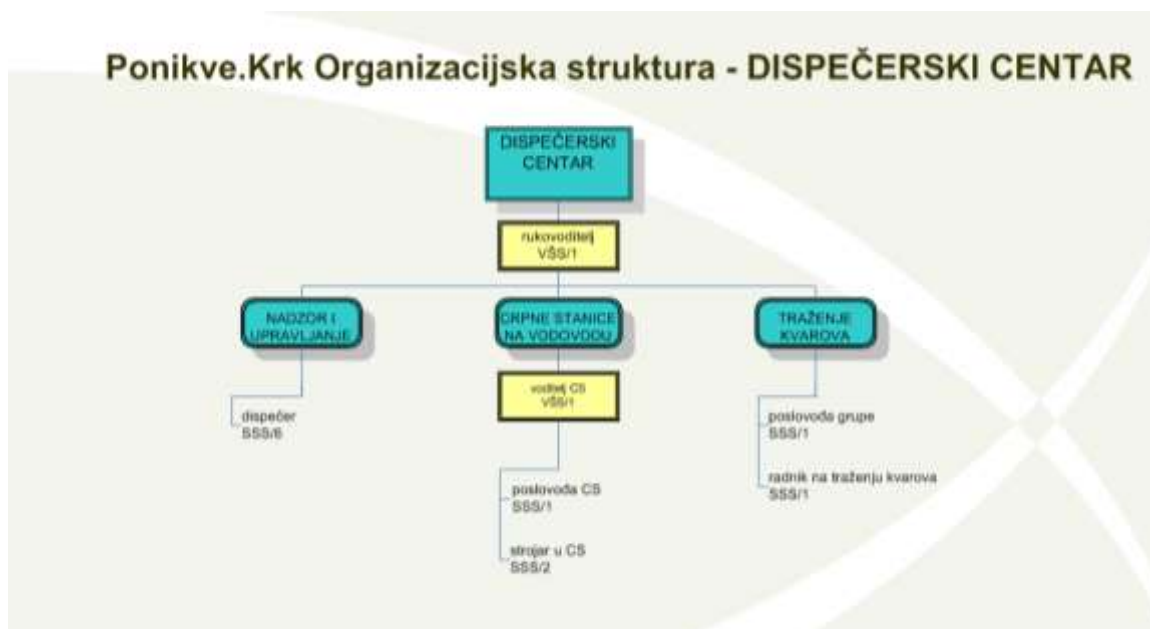 Ponikve.Krk Organizacijska struktura - DISPEČERSKI CENTAR
DISPEČERSKI
CENTAR
rukovoditelj
VŠS/1
NADZOR I
UPRAVLJANJE
CRPNE STANICE
NA VODOVODU
TRAŽENJE
KVAROVA
voditelj CS
VŠS/1
dispečer
SSS/6
poslovođa grupe
SSS/1
radnik na traženju kvarova
SSS/1
poslovođa CS
SSS/1
strojar u CS
SSS/2